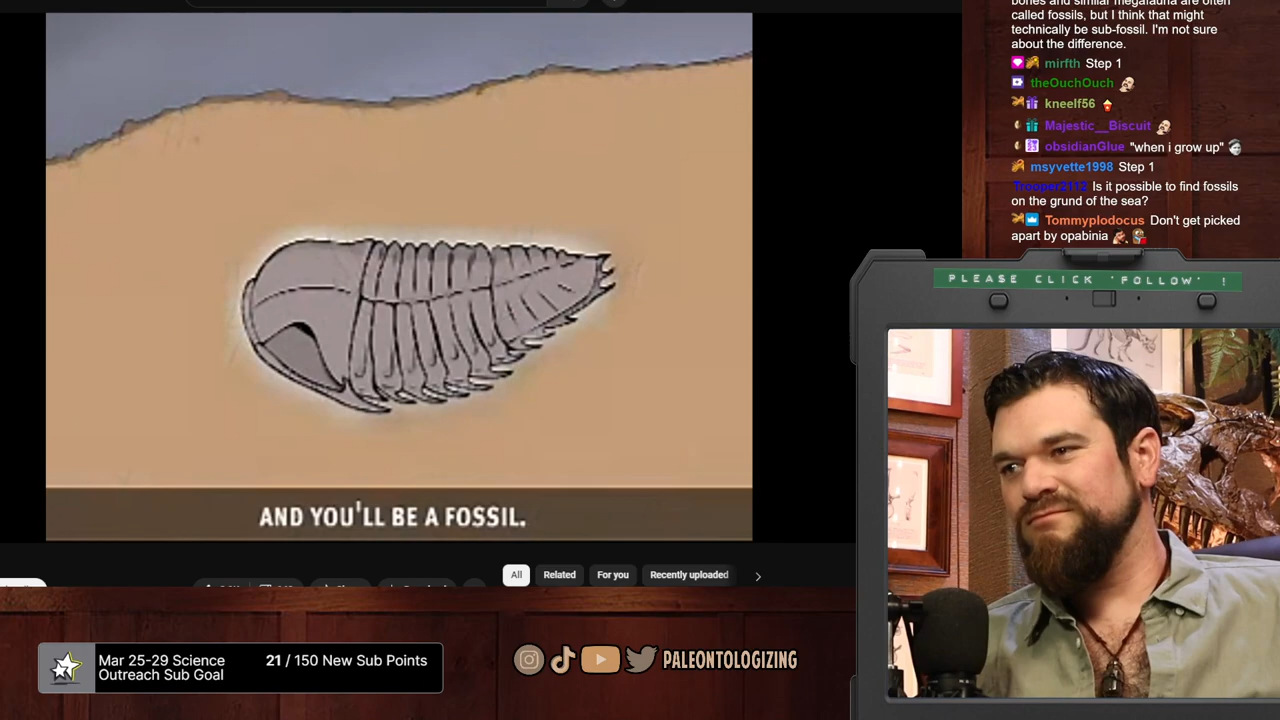 bones and similar megafauna are often
called fossils, but I think that might
technically be sub-fossil. I'm not sure
about the difference.
mirfth Step 1
theOuchOuch
kneelf56
Majestic__Biscuit
obsidianGlue "when i grow up"
msyvette1998 Step 1
Trooper2112 Is it possible to find fossils
on the grund of the sea?
Tommyplodocus Don't get picked
apart by opabinia
PLEASE CLICK 'FOLLOW' !
AND YOU'LL BE A FOSSIL.
All Related For you Recently uploaded
Mar 25-29 Science 21 / 150 New Sub Points
Outreach Sub Goal
PALEONTOLOGIZING